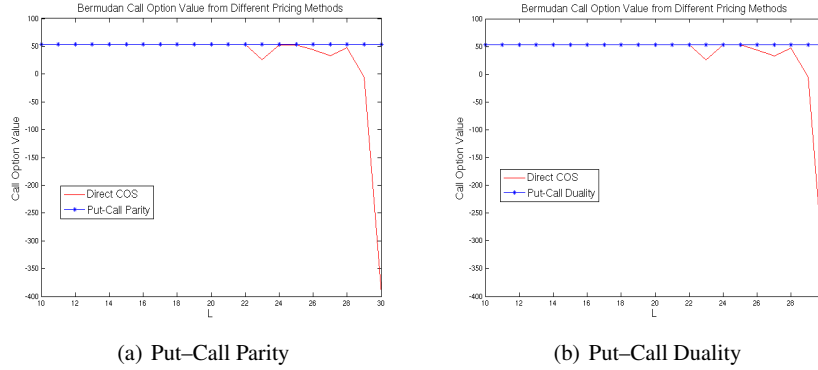 Bermudan Call Option Value from Different Pricing Methods
Call Option Value
100
50
0
-50
-100
-150
-200
-250
-300
-350
-400
Direct COS
Put-Call Parity
10 12 14 16 18 20 22 24 26 28 30
L
(a) Put–Call Parity
Bermudan Call Option Value from Different Pricing Methods
Call Option Value
100
50
0
-50
-100
-150
-200
-250
-300
-350
-400
Direct COS
Put-Call Duality
10 12 14 16 18 20 22 24 26 28
L
(b) Put–Call Duality